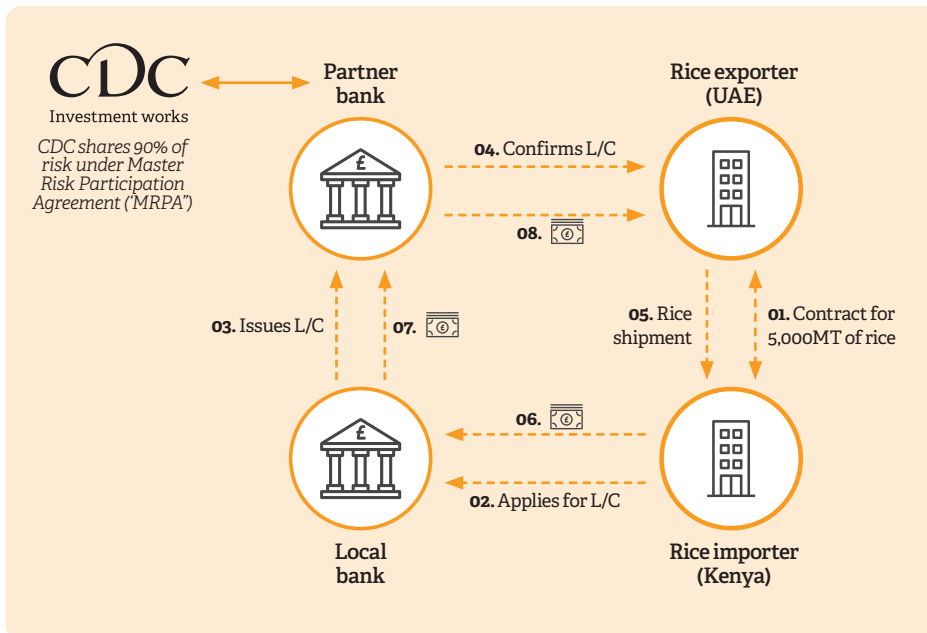 CDC
Investment works
CDC shares 90% of
risk under Master
Risk Participation
Agreement (‘MRPA”)
Partner
bank
Rice exporter
(UAE)
£
04. Confirms L/C
08. £
03. Issues L/C
07. £
05. Rice
shipment
01. Contract for
5,000MT of rice
£
06. £
02. Applies for L/C
Local
bank
Rice importer
(Kenya)